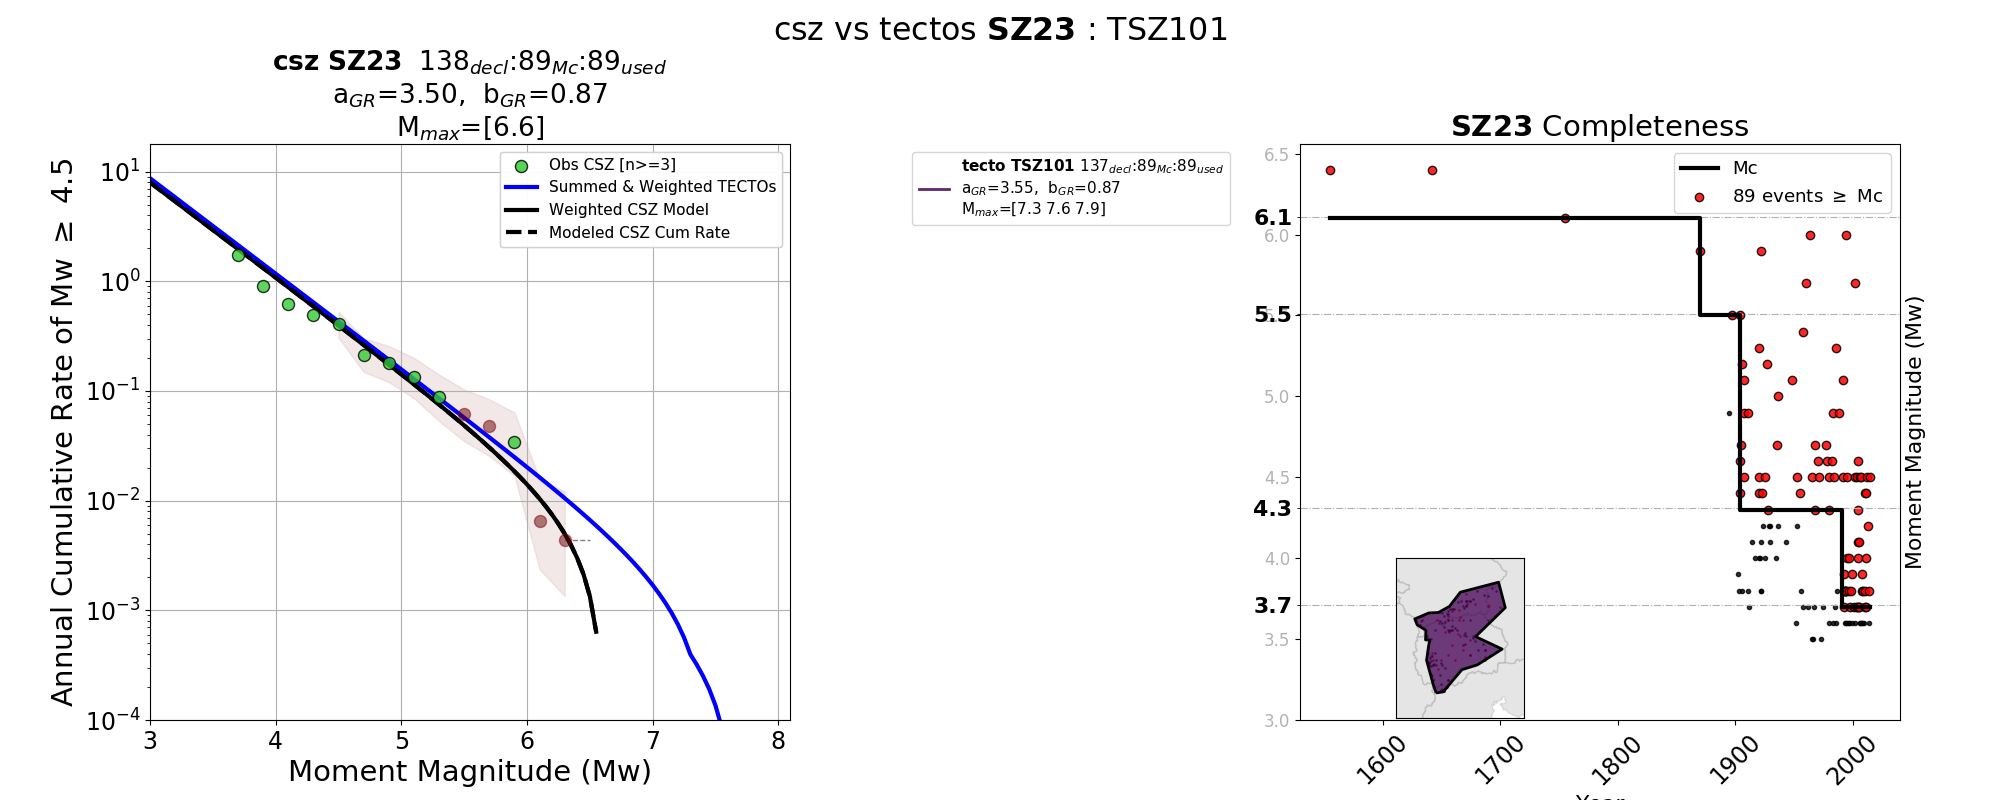 csz vs tectos SZ23 : TSZ101
csz SZ23 138decl:89Mc:89used
aGR=3.50, bGR=0.87
Mmax=[6.6]
Annual Cumulative Rate of Mw ≥ 4.5
10^1
10^0
10^-1
10^-2
10^-3
10^-4
Obs CSZ [n>=3]
Summed & Weighted TECTOs
Weighted CSZ Model
Modeled CSZ Cum Rate
3 4 5 6 7 8
Moment Magnitude (Mw)
tecto TSZ101 137decl:89Mc:89used
aGR=3.55, bGR=0.87
Mmax=[7.3 7.6 7.9]
SZ23 Completeness
Mc
89 events ≥ Mc
6.5
6.1
6.0
5.5
5.0
4.5
4.3
4.0
3.7
3.5
3.0
Moment Magnitude (Mw)
1600 1700 1800 1900 2000